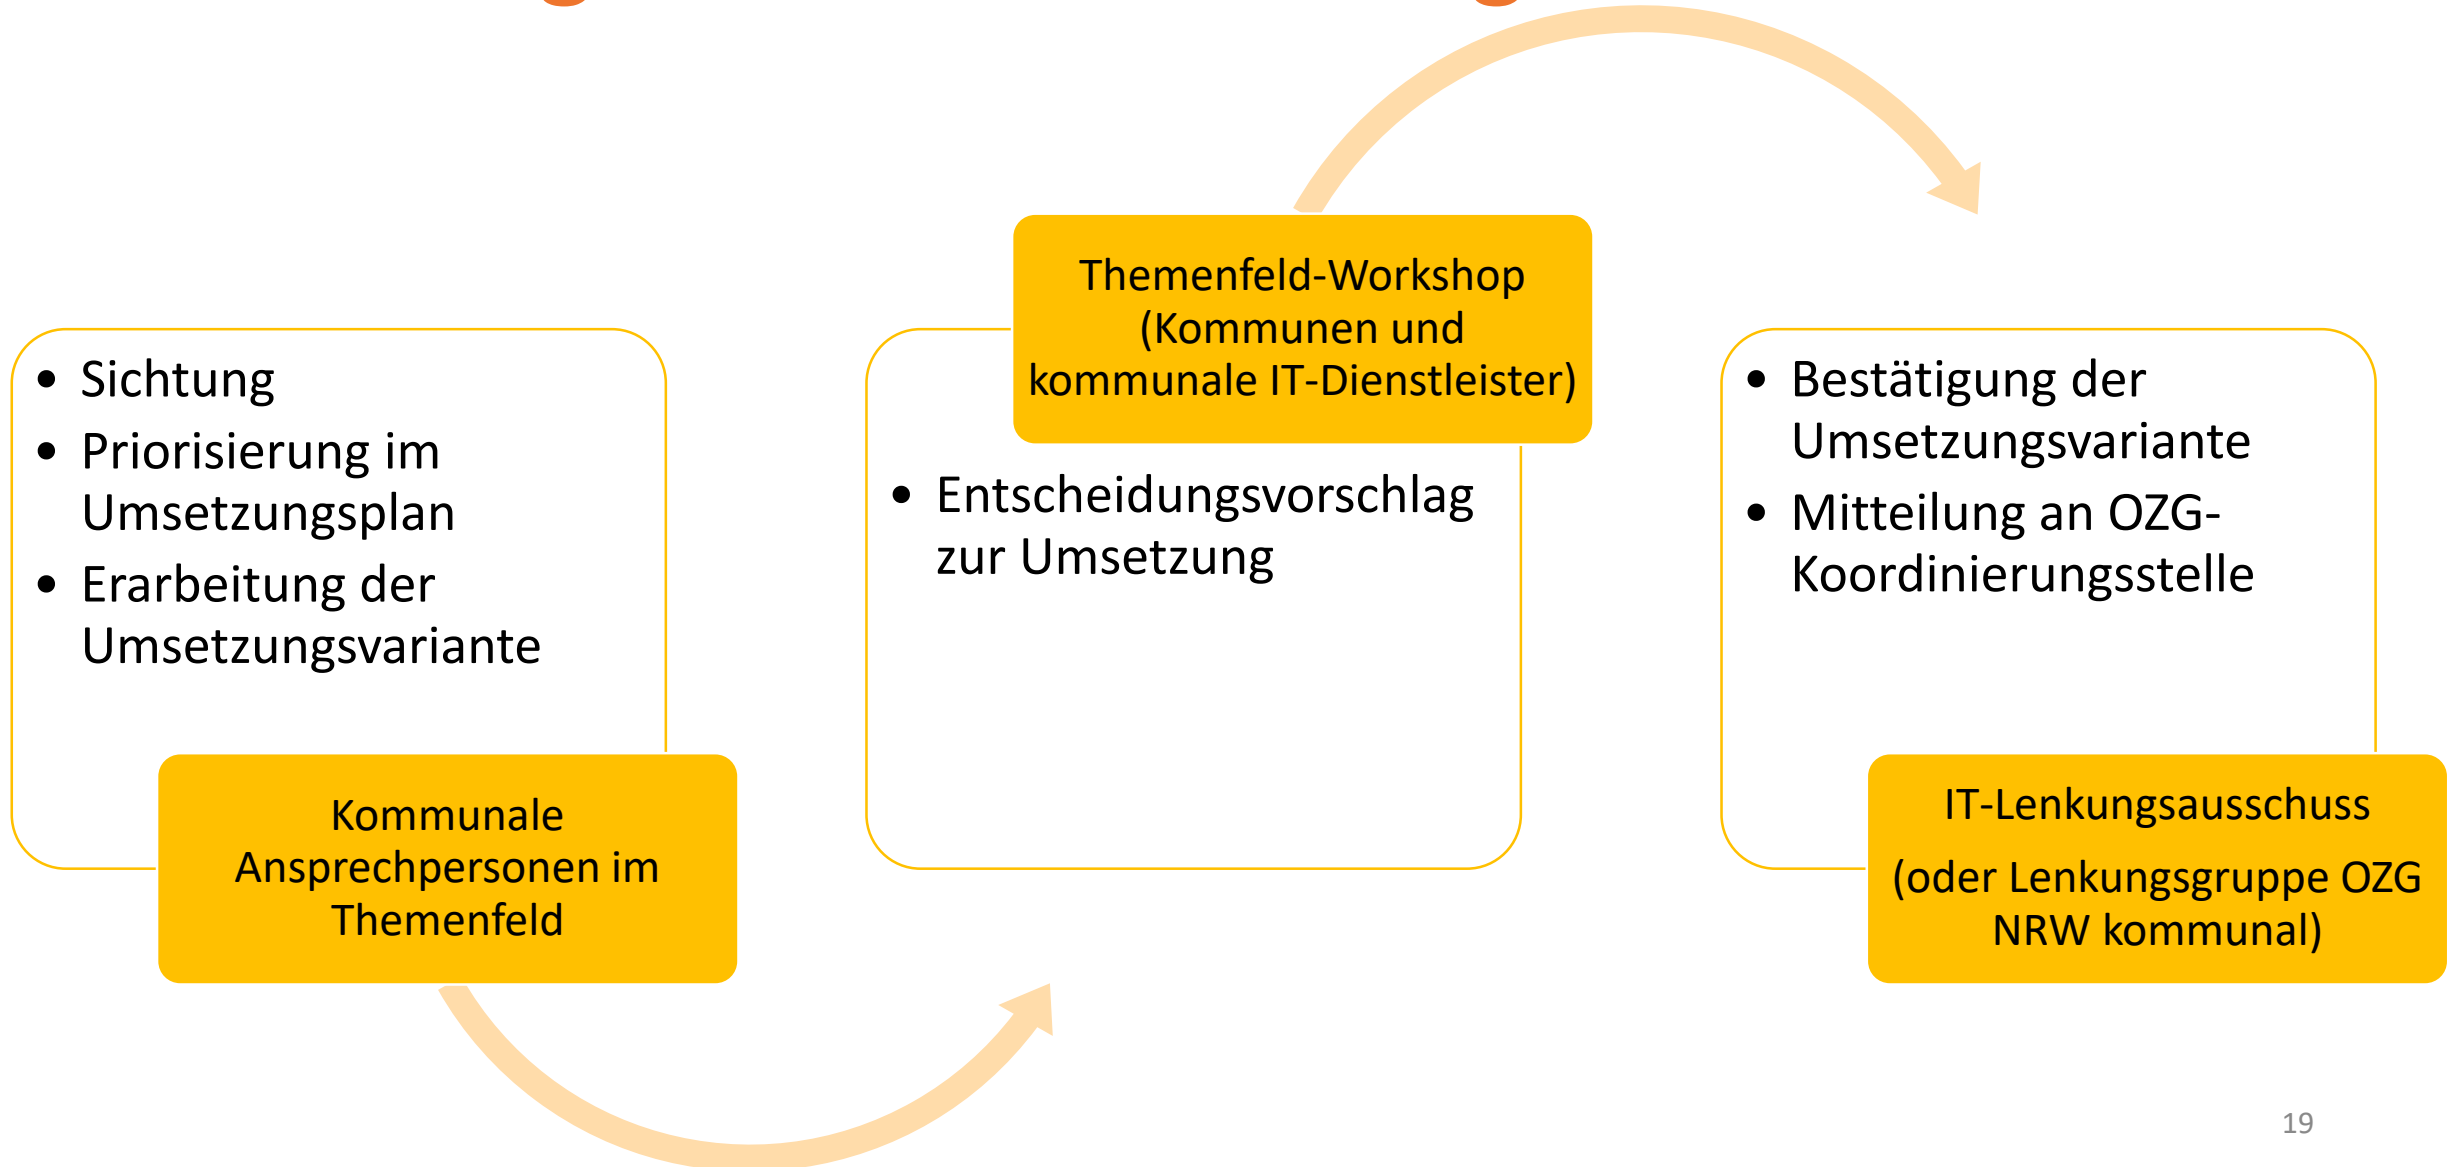 • Sichtung
• Priorisierung im
Umsetzungsplan
• Erarbeitung der
Umsetzungsvariante
Kommunale
Ansprechpersonen im
Themenfeld
Themenfeld-Workshop
(Kommunen und
kommunale IT-Dienstleister)
• Entscheidungsvorschlag
zur Umsetzung
• Bestätigung der
Umsetzungsvariante
• Mitteilung an OZG-
Koordinierungsstelle
IT-Lenkungsausschuss
(oder Lenkungsgruppe OZG
NRW kommunal)
19